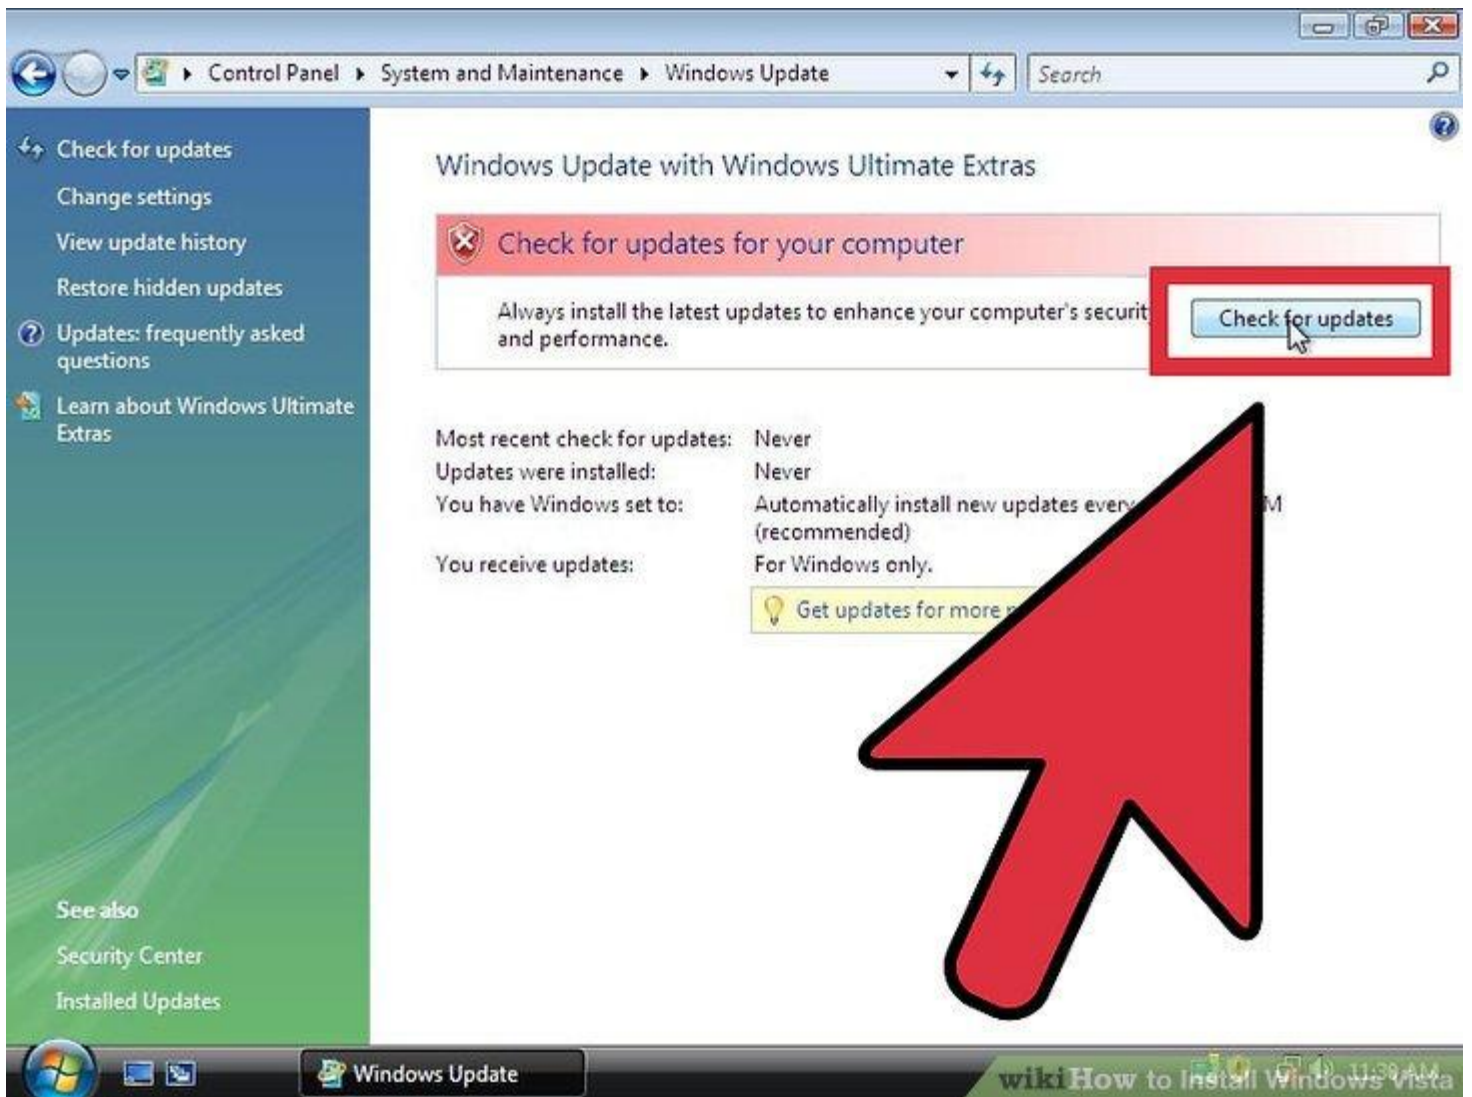 Control Panel
System and Maintenance
Windows Update
Search
Check for updates
Change settings
View update history
Restore hidden updates
Updates: frequently asked
questions
Learn about Windows Ultimate
Extras
See also
Security Center
Installed Updates
Windows Update with Windows Ultimate Extras
Check for updates for your computer
Always install the latest updates to enhance your computer's
and performance.
Check for updates
Most recent check for updates: Never
Updates were installed: Never
You have Windows set to: Automatically install new updates
(recommended)
You receive updates: For Windows only.
Get updates for more
Windows Update
11:39 AM
wikiHow to Install Windows Vista